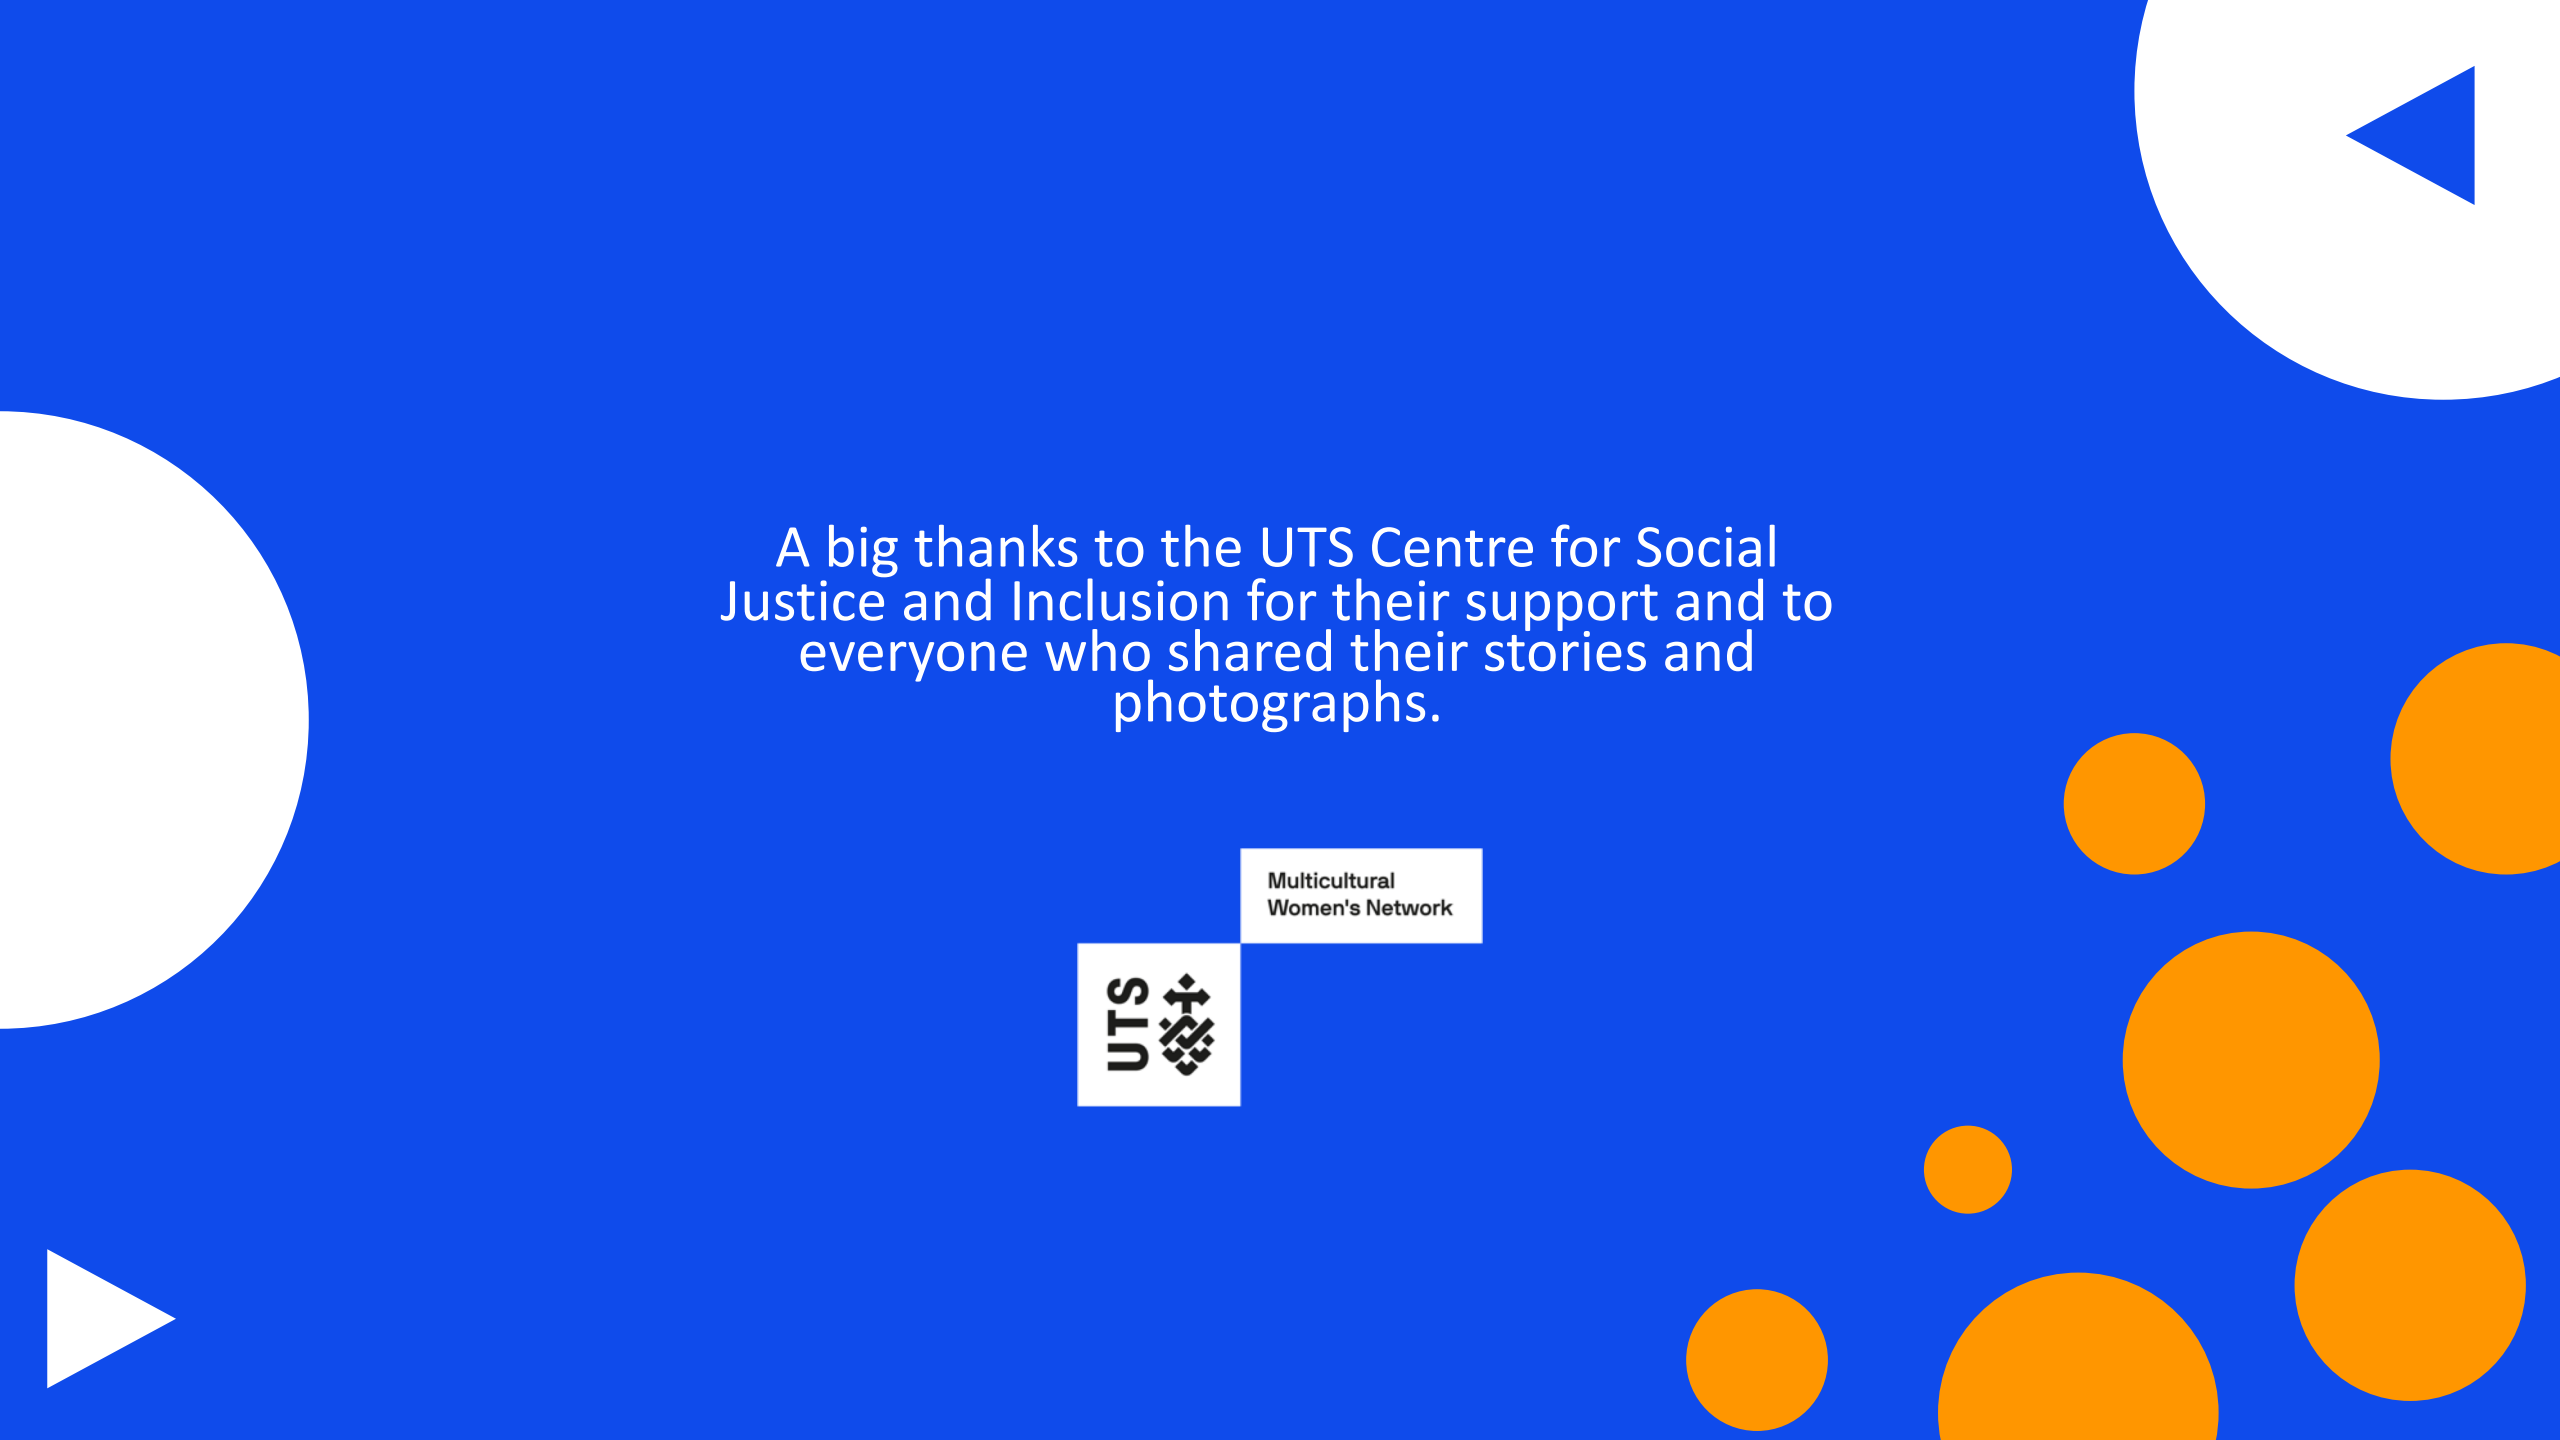 A big thanks to the UTS Centre for Social
Justice and Inclusion for their support and to
everyone who shared their stories and
photographs.
Multicultural
Women's Network
UTS